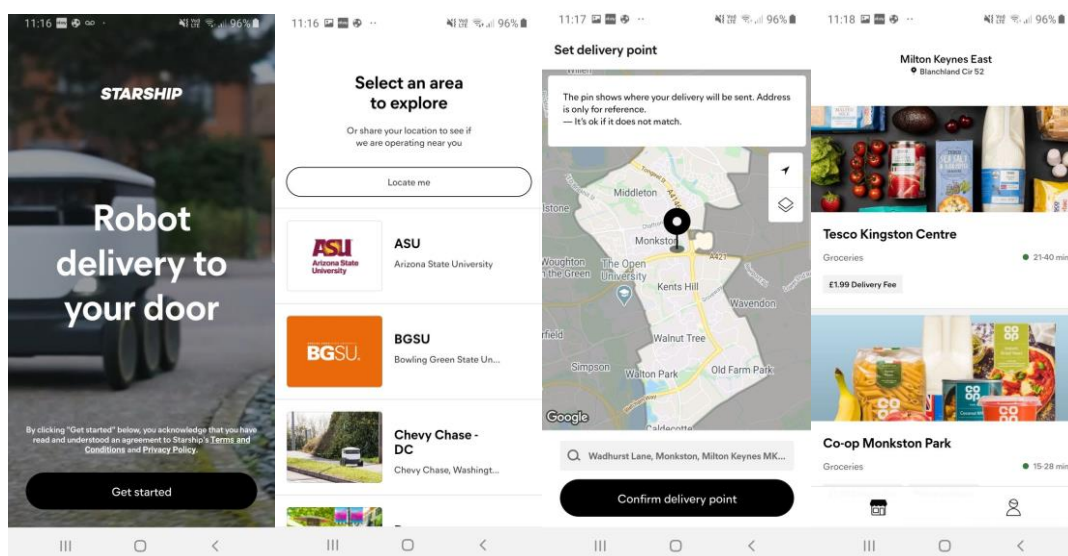 11:16
96%
STARSHIP
Robot
delivery to
your door
By clicking "Get started" below, you acknowledge that you have
read and understood an agreement to Starship's Terms and
Conditions and Privacy Policy.
Get started
11:16
96%
Select an area
to explore
Or share your location to see if
we are operating near you
Locate me
ASU
Arizona State
University
ASU
Arizona State University
BGSU.
BGSU
Bowling Green State Un...
Chevy Chase -
DC
Chevy Chase, Washingt...
11:17
96%
Set delivery point
The pin shows where your delivery will be sent. Address
is only for reference.
— It's ok if it does not match.
Middleton
Monkston
A421
Woughton
The Open
University
Kents Hill
Wavendon
Walnut Tree
Simpson
Walton Park
Old Farm Park
Google
Caldecotte
Wadhurst Lane, Monkston, Milton Keynes MK...
Confirm delivery point
11:18
96%
Milton Keynes East
Blanchland Cir 52
Tesco Kingston Centre
Groceries
21-40 min
£1.99 Delivery Fee
co
op
Co-op Monkston Park
Groceries
15-28 min